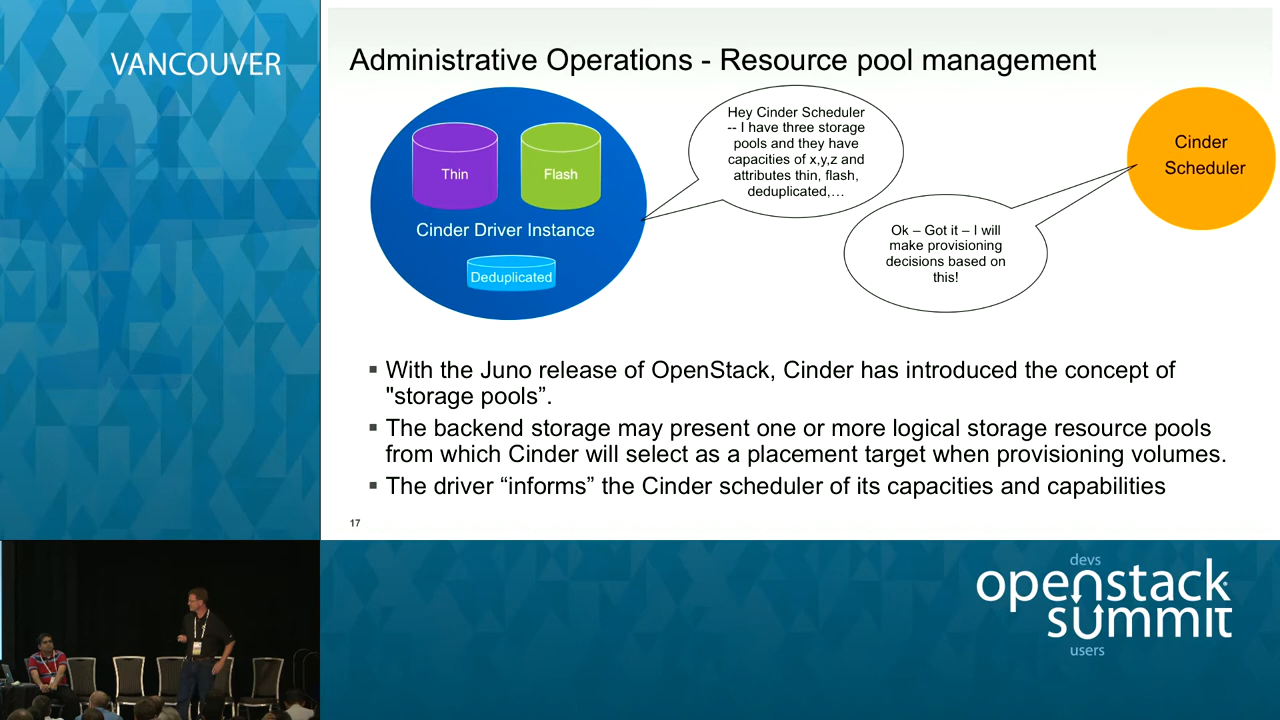 VANCOUVER
Administrative Operations - Resource pool management
Thin
Flash
Cinder Driver Instance
Deduplicated
Hey Cinder Scheduler
-- I have three storage
pools and they have
capacities of x,y,z and
attributes thin, flash,
deduplicated,…
Ok – Got it – I will
make provisioning
decisions based on
this!
Cinder
Scheduler
▪ With the Juno release of OpenStack, Cinder has introduced the concept of
"storage pools”.
▪ The backend storage may present one or more logical storage resource pools
from which Cinder will select as a placement target when provisioning volumes.
▪ The driver “informs” the Cinder scheduler of its capacities and capabilities
17
devs
openstack
summit
users